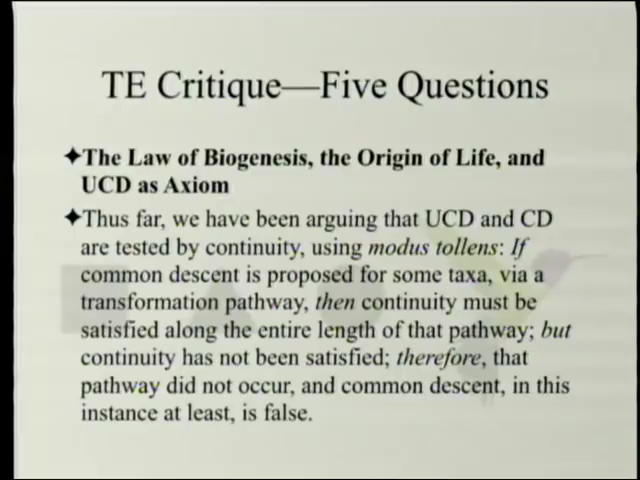 TE Critique—Five Questions
✦The Law of Biogenesis, the Origin of Life, and
UCD as Axiom
✦Thus far, we have been arguing that UCD and CD
are tested by continuity, using modus tollens: If
common descent is proposed for some taxa, via a
transformation pathway, then continuity must be
satisfied along the entire length of that pathway; but
continuity has not been satisfied; therefore, that
pathway did not occur, and common descent, in this
instance at least, is false.